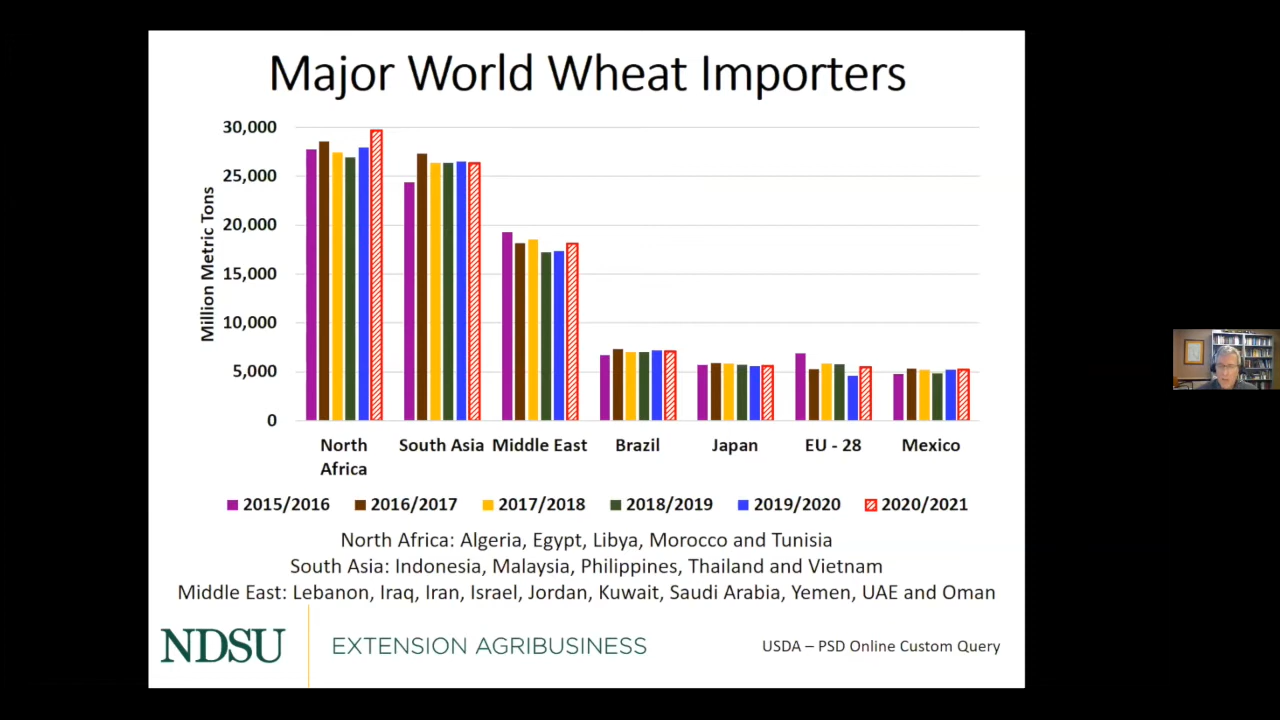 Major World Wheat Importers
30,000
25,000
20,000
15,000
10,000
5,000
0
Million Metric Tons
North Africa
South Asia
Middle East
Brazil
Japan
EU - 28
Mexico
2015/2016
2016/2017
2017/2018
2018/2019
2019/2020
2020/2021
North Africa: Algeria, Egypt, Libya, Morocco and Tunisia
South Asia: Indonesia, Malaysia, Philippines, Thailand and Vietnam
Middle East: Lebanon, Iraq, Iran, Israel, Jordan, Kuwait, Saudi Arabia, Yemen, UAE and Oman
NDSU
EXTENSION AGRIBUSINESS
USDA – PSD Online Custom Query